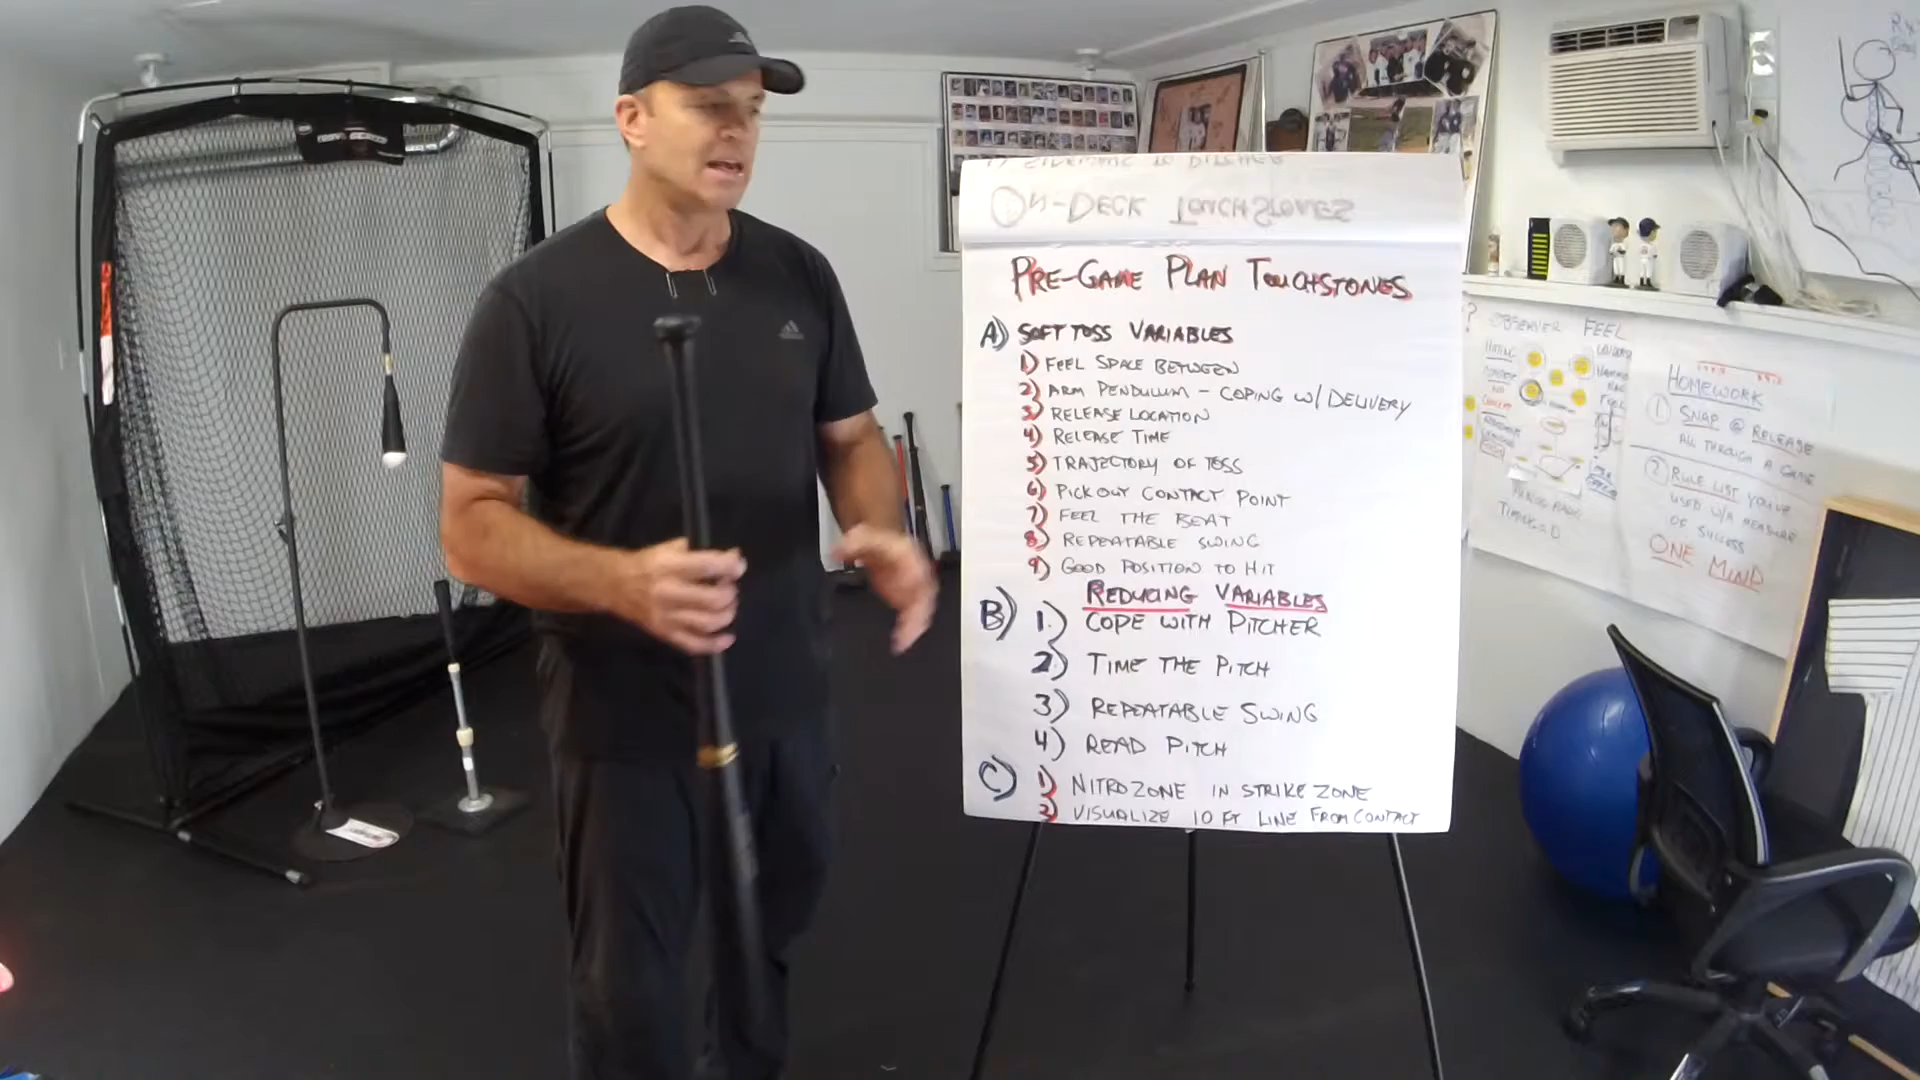 On-Deck Touchstones
Pre-Game Plan Touchstones
A) Soft Toss Variables
1) Feel Space Between
2) Arm Pendulum - Coping w/ Delivery
3) Release Location
4) Release Time
5) Trajectory of Toss
6) Pick out Contact Point
7) Feel the Beat
8) Repeatable Swing
9) Good Position to Hit
Reducing Variables
B) 1.) Cope with Pitcher
2) Time the Pitch
3) Repeatable Swing
4) Read Pitch
C) 1) Nitrozone in Strike Zone
2) Visualize 10 ft line from Contact
? Observer Feel
Homework
1 Snap @ Release
all through a game
2 Rule list you've
used w/a measure
of success
One Mind